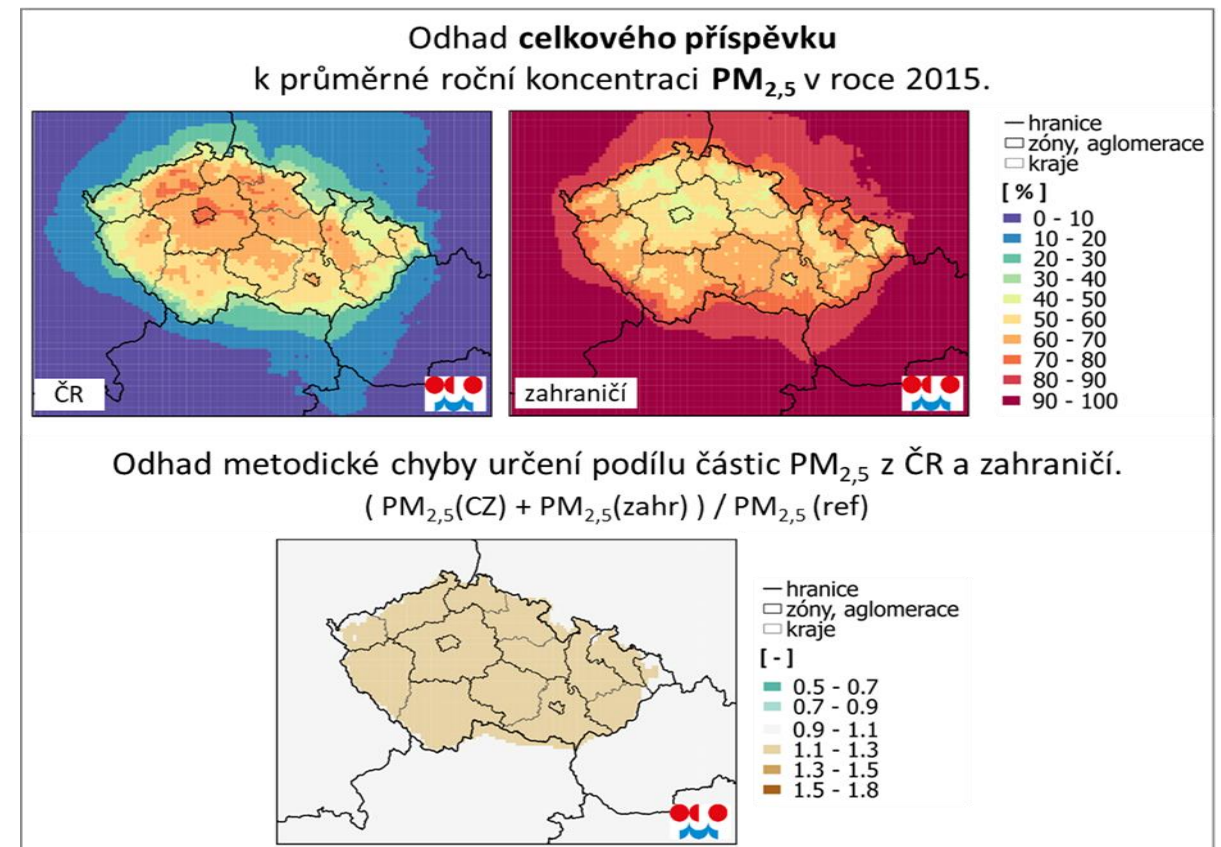 Odhad celkového příspěvku
k průměrné roční koncentraci PM2,5 v roce 2015.
ČR
zahraničí
hranice
zóny, aglomerace
kraje
[ % ]
0 - 10
10 - 20
20 - 30
30 - 40
40 - 50
50 - 60
60 - 70
70 - 80
80 - 90
90 - 100
Odhad metodické chyby určení podílu částic PM2,5 z ČR a zahraničí.
( PM2,5(CZ) + PM2,5(zahr) ) / PM2,5 (ref)
hranice
zóny, aglomerace
kraje
[ - ]
0.5 - 0.7
0.7 - 0.9
0.9 - 1.1
1.1 - 1.3
1.3 - 1.5
1.5 - 1.8